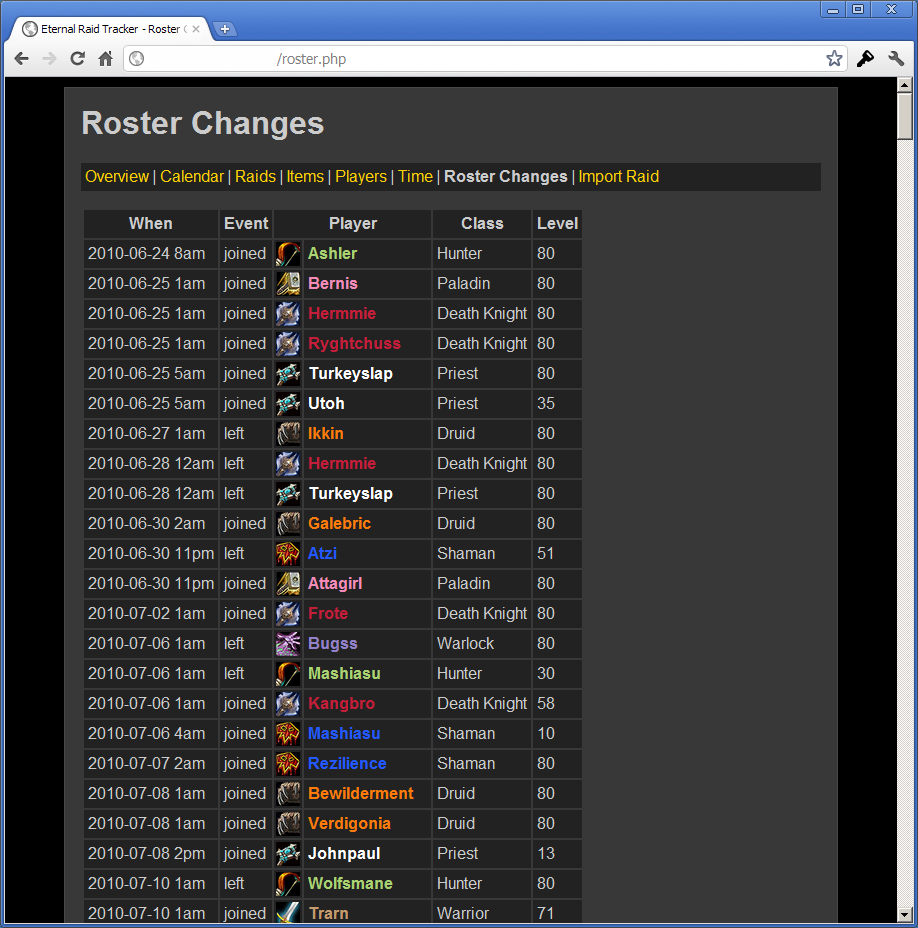 Eternal Raid Tracker - Roster C
/roster.php
Roster Changes
Overview | Calendar | Raids | Items | Players | Time | Roster Changes | Import Raid
When Event Player Class Level
2010-06-24 8am joined Ashler Hunter 80
2010-06-25 1am joined Bernis Paladin 80
2010-06-25 1am joined Hermmie Death Knight 80
2010-06-25 1am joined Ryghtchuss Death Knight 80
2010-06-25 5am joined Turkeyslap Priest 80
2010-06-25 5am joined Utoh Priest 35
2010-06-27 1am left Ikkin Druid 80
2010-06-28 12am left Hermmie Death Knight 80
2010-06-28 12am left Turkeyslap Priest 80
2010-06-30 2am joined Galebric Druid 80
2010-06-30 11pm left Atzi Shaman 51
2010-06-30 11pm joined Attagirl Paladin 80
2010-07-02 1am joined Frote Death Knight 80
2010-07-06 1am left Bugss Warlock 80
2010-07-06 1am left Mashiasu Hunter 30
2010-07-06 1am joined Kangbro Death Knight 58
2010-07-06 4am joined Mashiasu Shaman 10
2010-07-07 2am joined Rezilience Shaman 80
2010-07-08 1am joined Bewilderment Druid 80
2010-07-08 1am joined Verdigonia Druid 80
2010-07-08 2pm joined Johnpaul Priest 13
2010-07-10 1am left Wolfsmane Hunter 80
2010-07-10 1am joined Trarn Warrior 71